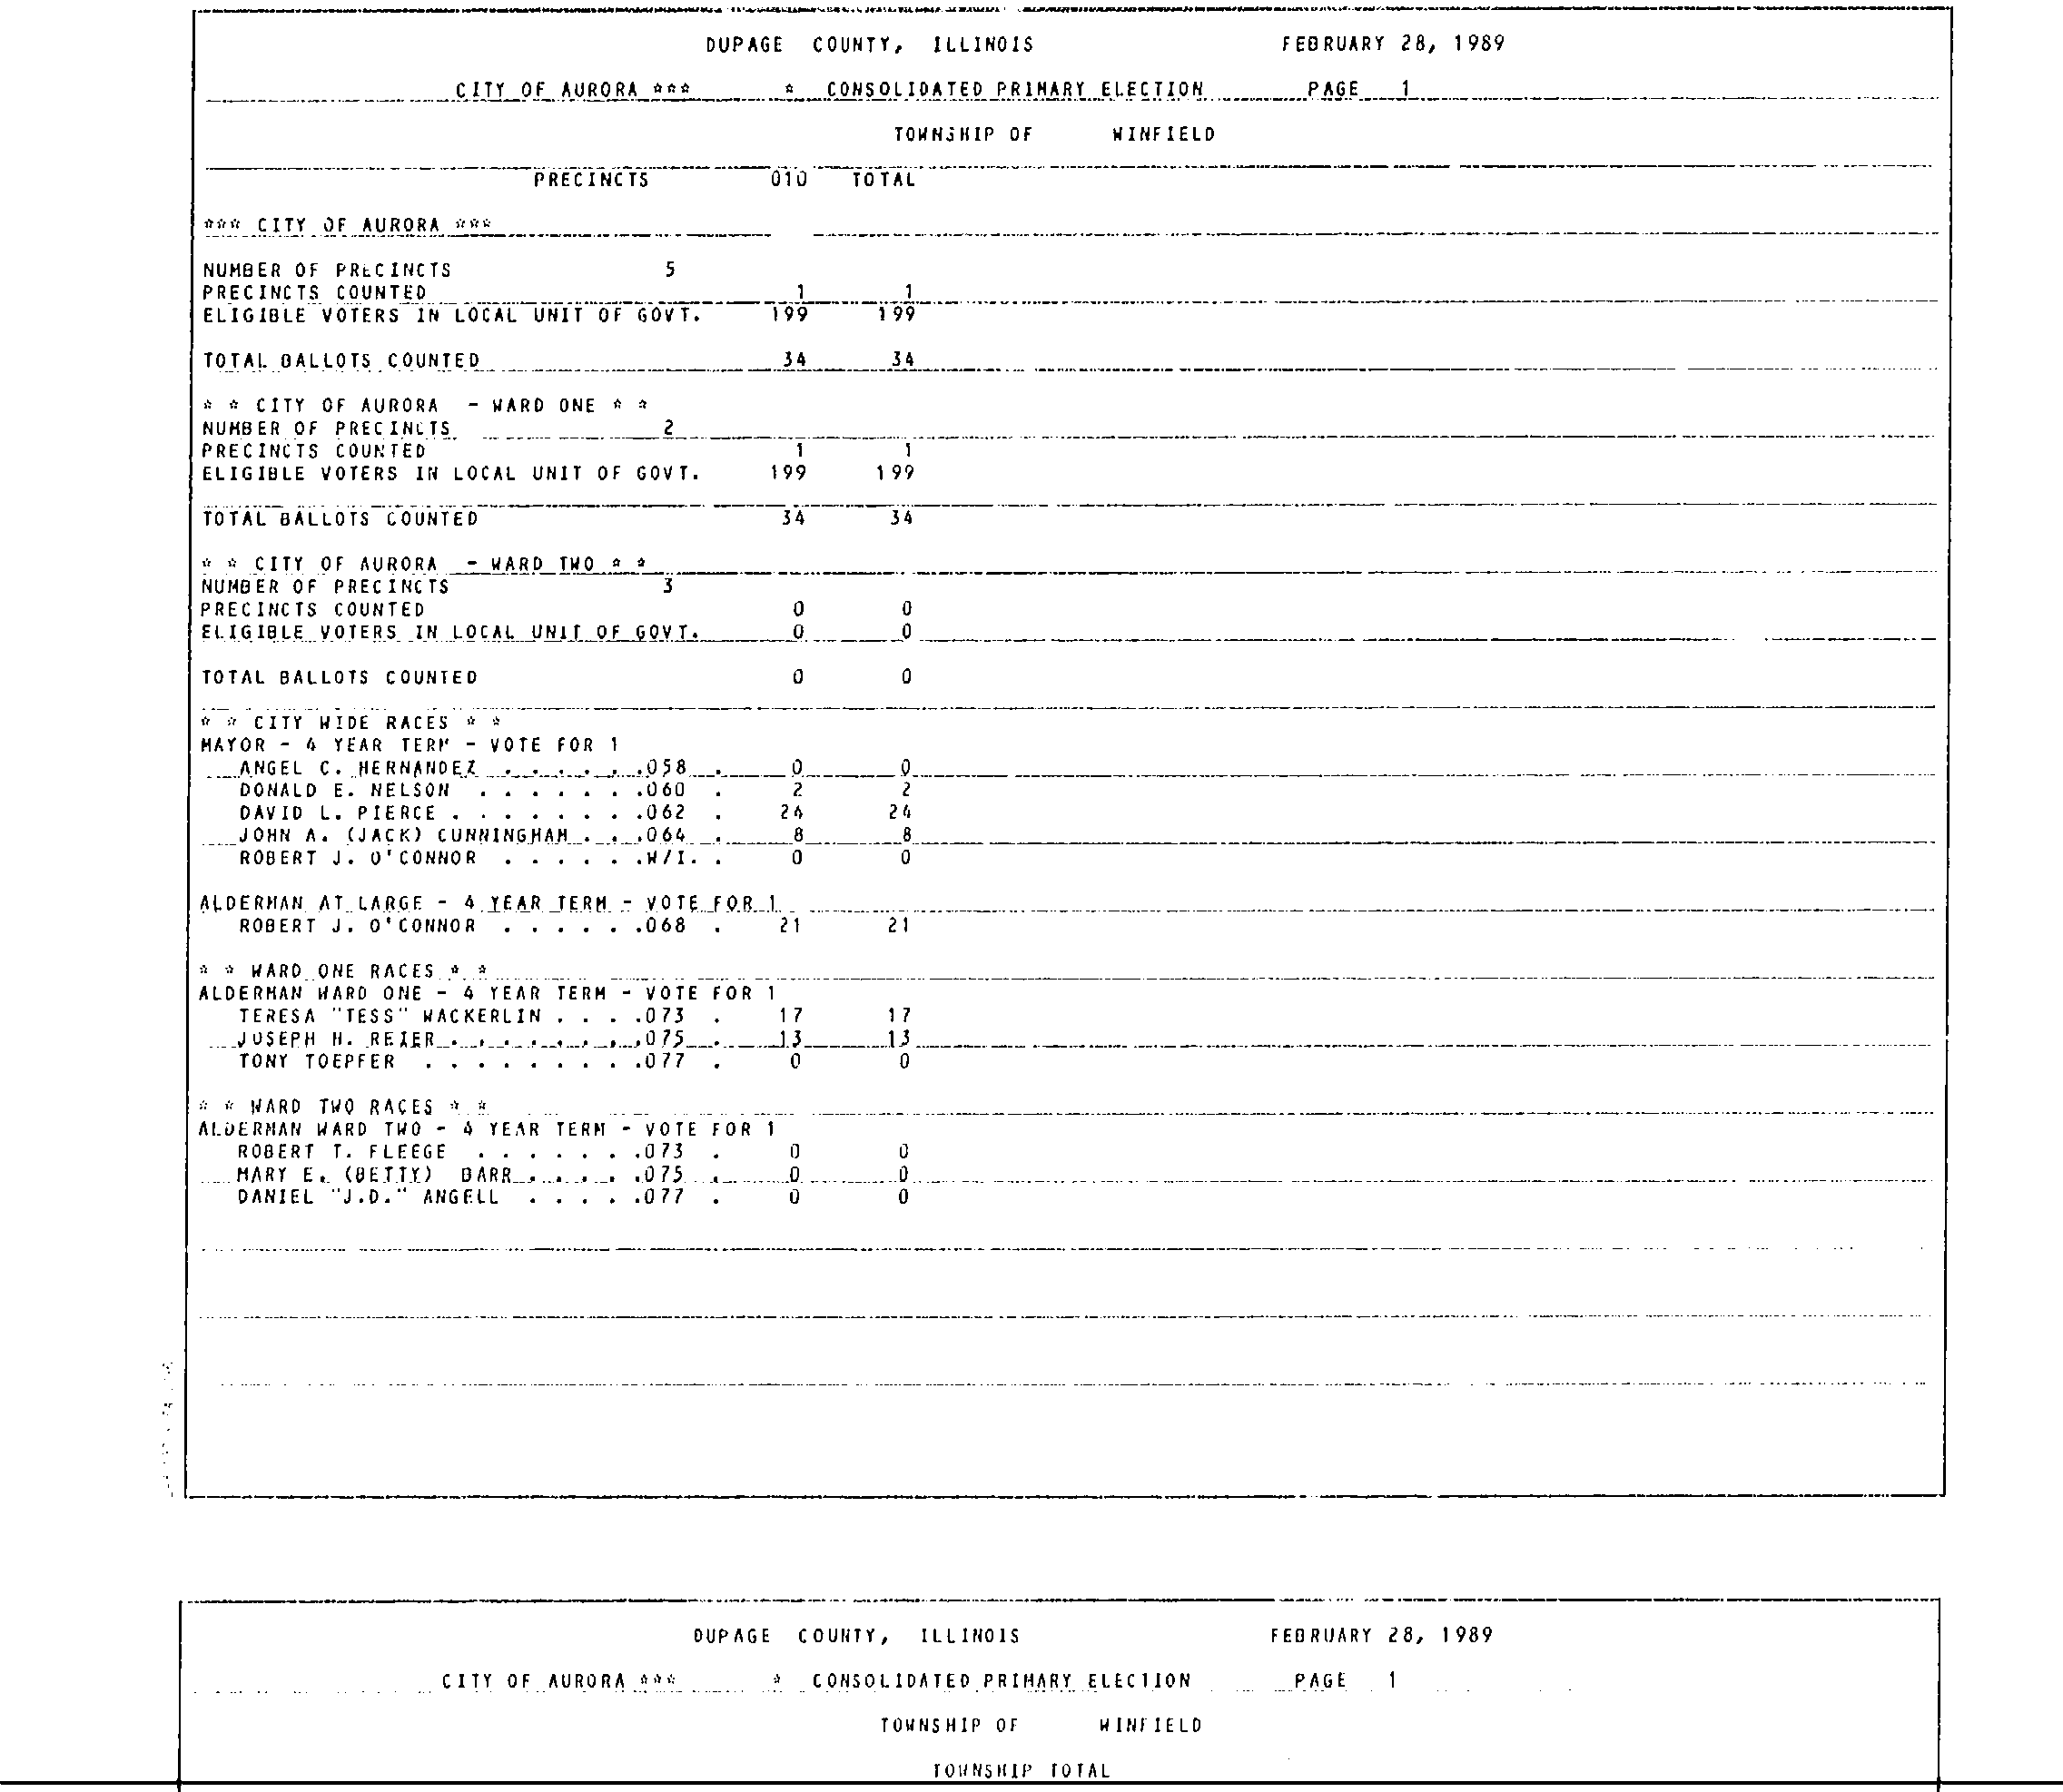 DUPAGE COUNTY, ILLINOIS FEBRUARY 28, 1989
CITY OF AURORA *** * CONSOLIDATED PRIMARY ELECTION PAGE 1
TOWNSHIP OF WINFIELD
PRECINCTS 010 TOTAL
*** CITY OF AURORA ***
NUMBER OF PRECINCTS 5
PRECINCTS COUNTED 1 1
ELIGIBLE VOTERS IN LOCAL UNIT OF GOVT. 199 199
TOTAL BALLOTS COUNTED 34 34
* * CITY OF AURORA - WARD ONE * *
NUMBER OF PRECINCTS 2
PRECINCTS COUNTED 1 1
ELIGIBLE VOTERS IN LOCAL UNIT OF GOVT. 199 199
TOTAL BALLOTS COUNTED 34 34
* * CITY OF AURORA - WARD TWO * *
NUMBER OF PRECINCTS 3
PRECINCTS COUNTED 0 0
ELIGIBLE VOTERS IN LOCAL UNIT OF GOVT. 0 0
TOTAL BALLOTS COUNTED 0 0
* * CITY WIDE RACES * *
MAYOR - 4 YEAR TERM - VOTE FOR 1
ANGEL C. HERNANDEZ . . . . . . .058 . 0 0
DONALD E. NELSON . . . . . . .060 . 2 2
DAVID L. PIERCE . . . . . . . .062 . 24 24
JOHN A. (JACK) CUNNINGHAM . . .064 . 8 8
ROBERT J. O'CONNOR . . . . . .W/I. . 0 0
ALDERMAN AT LARGE - 4 YEAR TERM - VOTE FOR 1
ROBERT J. O'CONNOR . . . . . .068 . 21 21
* * WARD ONE RACES * *
ALDERMAN WARD ONE - 4 YEAR TERM - VOTE FOR 1
TERESA "TESS" WACKERLIN . . . .073 . 17 17
JOSEPH H. REIER . . . . . . . .075 . 13 13
TONY TOEPFER . . . . . . . . .077 . 0 0
* * WARD TWO RACES * *
ALDERMAN WARD TWO - 4 YEAR TERM - VOTE FOR 1
ROBERT T. FLEEGE . . . . . . .073 . 0 0
MARY E. (BETTY) BARR . . . . .075 . 0 0
DANIEL "J.D." ANGELL . . . . .077 . 0 0
DUPAGE COUNTY, ILLINOIS FEBRUARY 28, 1989
CITY OF AURORA *** * CONSOLIDATED PRIMARY ELECTION PAGE 1
TOWNSHIP OF WINFIELD
TOWNSHIP TOTAL